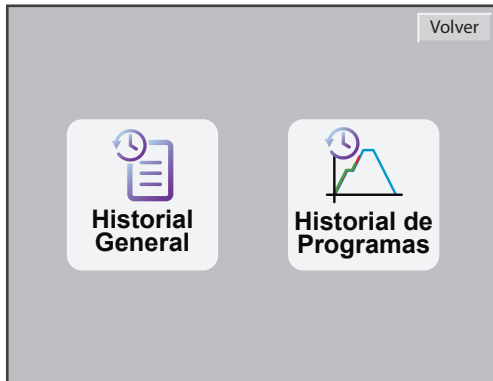 Volver
Historial
General
Historial de
Programas